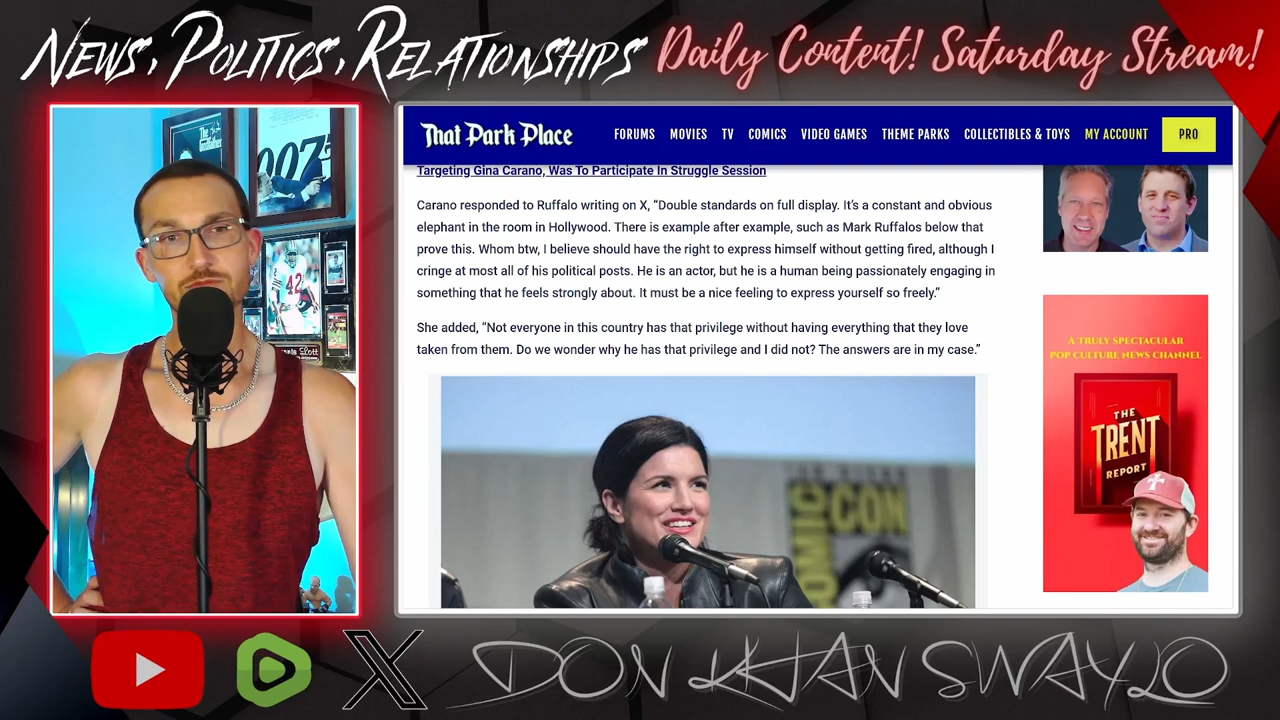 News, Politics, Relationships
Daily Content! Saturday Stream!
The Godfather
007
42
That Park Place
FORUMS MOVIES TV COMICS VIDEO GAMES THEME PARKS COLLECTIBLES & TOYS MY ACCOUNT PRO
Targeting Gina Carano, Was To Participate In Struggle Session
Carano responded to Ruffalo writing on X, “Double standards on full display. It’s a constant and obvious
elephant in the room in Hollywood. There is example after example, such as Mark Ruffalos below that
prove this. Whom btw, I believe should have the right to express himself without getting fired, although I
cringe at most all of his political posts. He is an actor, but he is a human being passionately engaging in
something that he feels strongly about. It must be a nice feeling to express yourself so freely.”
She added, “Not everyone in this country has that privilege without having everything that they love
taken from them. Do we wonder why he has that privilege and I did not? The answers are in my case.”
COMIC CON
A TRULY SPECTACULAR
POP CULTURE NEWS CHANNEL
THE
TRENT
REPORT
DON KHAN SWAYLO